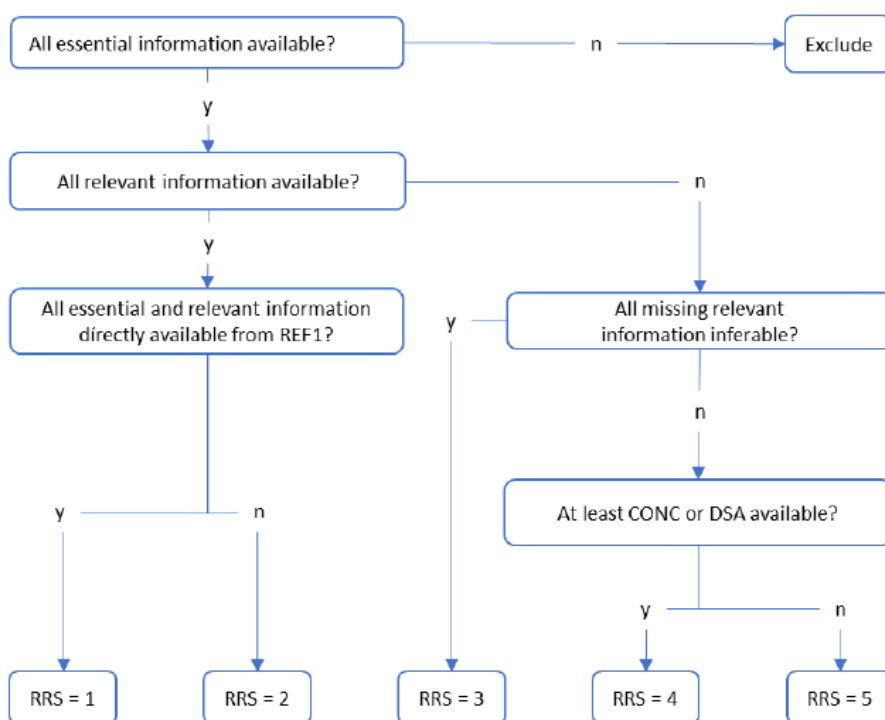 All essential information available?
n
Exclude
y
All relevant information available?
n
y
All essential and relevant information
directly available from REF1?
y
All missing relevant
information inferable?
n
At least CONC or DSA available?
y
n
y
n
RRS = 1
RRS = 2
RRS = 3
RRS = 4
RRS = 5